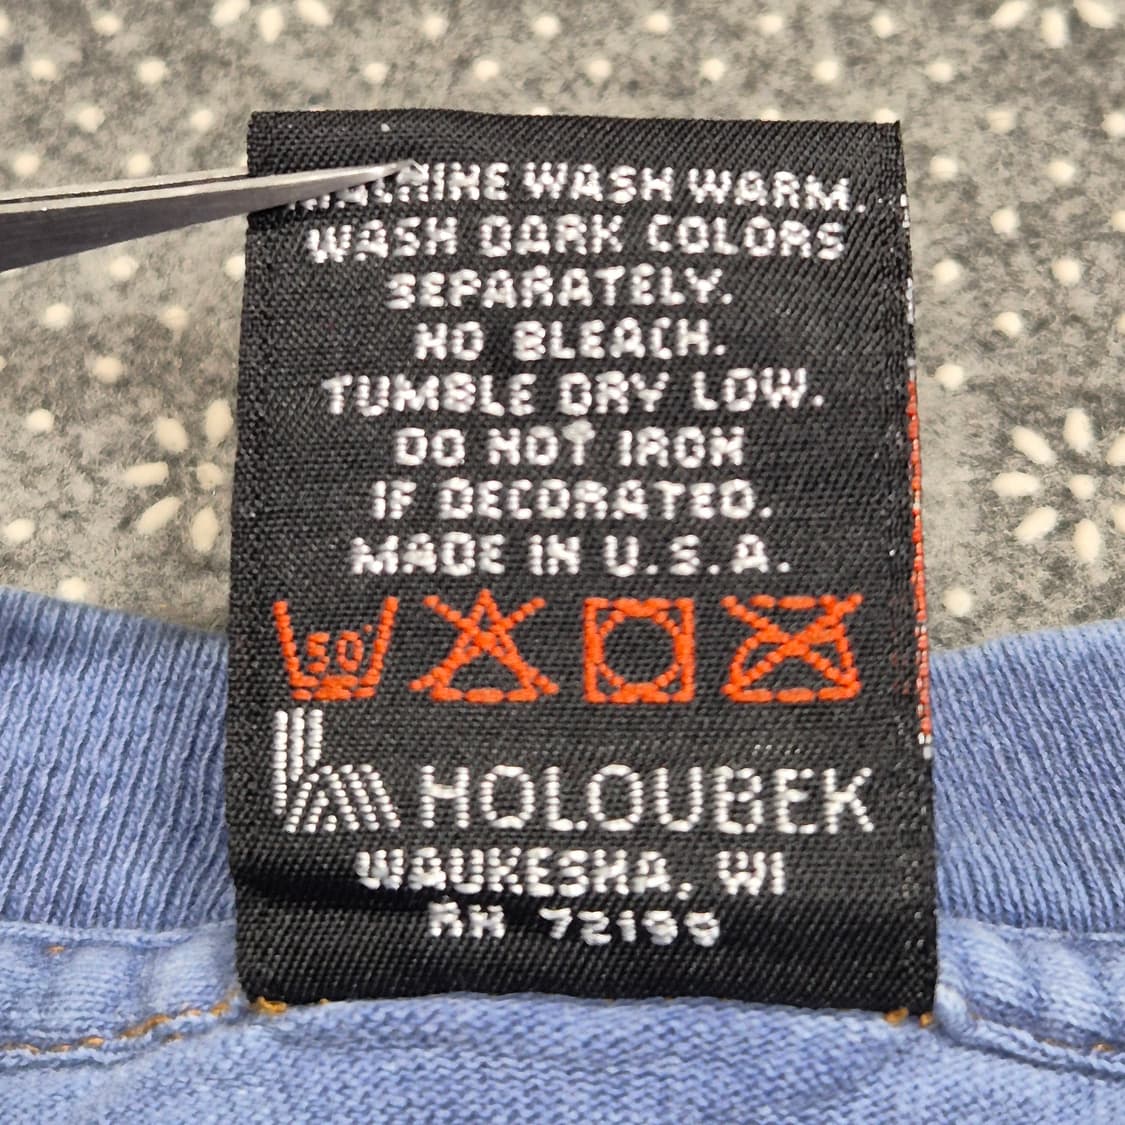 MACHINE WASH WARM.
WASH DARK COLORS
SEPARATELY.
NO BLEACH.
TUMBLE DRY LOW.
DO NOT IRON
IF DECORATED.
MADE IN U.S.A.
50°
HOLOUBEK
WAUKESHA, WI
RN 72199